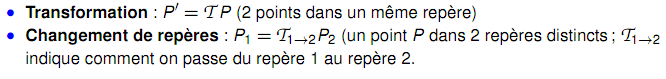 • Transformation : P′ = 𝒯 P (2 points dans un même repère)
• Changement de repères : P₁ = 𝒯₁→₂P₂ (un point P dans 2 repères distincts ; 𝒯₁→₂
indique comment on passe du repère 1 au repère 2.